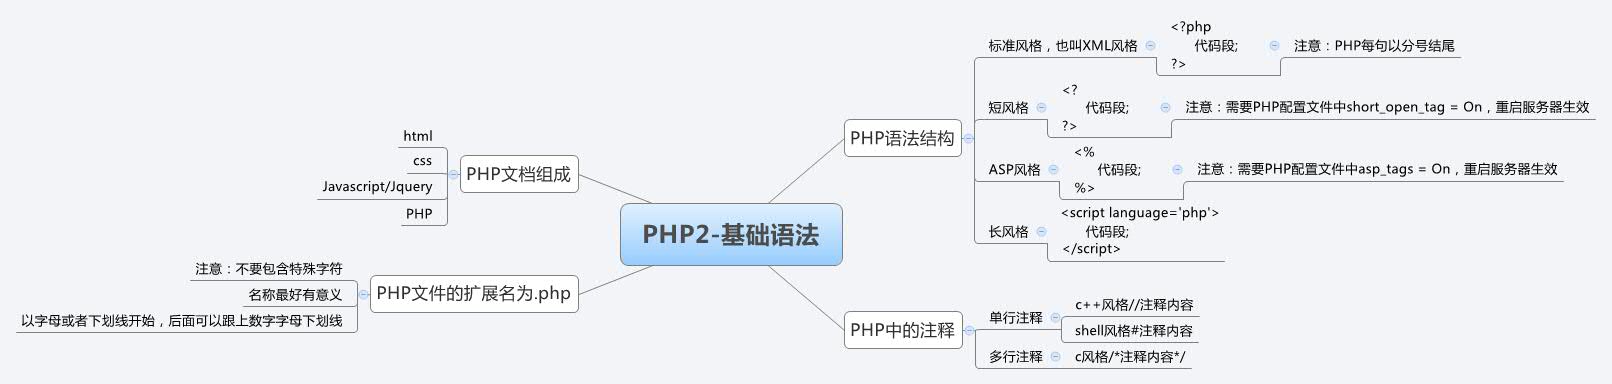 PHP2-基础语法
PHP语法结构
标准风格，也叫XML风格
<?php
代码段;
?>
注意：PHP每句以分号结尾
短风格
<?
代码段;
?>
注意：需要PHP配置文件中short_open_tag = On，重启服务器生效
ASP风格
<%
代码段;
%>
注意：需要PHP配置文件中asp_tags = On，重启服务器生效
长风格
<script language='php'>
代码段;
</script>
PHP中的注释
单行注释
c++风格//注释内容
shell风格#注释内容
多行注释
c风格/*注释内容*/
PHP文档组成
html
css
Javascript/Jquery
PHP
PHP文件的扩展名为.php
注意：不要包含特殊字符
名称最好有意义
以字母或者下划线开始，后面可以跟上数字字母下划线